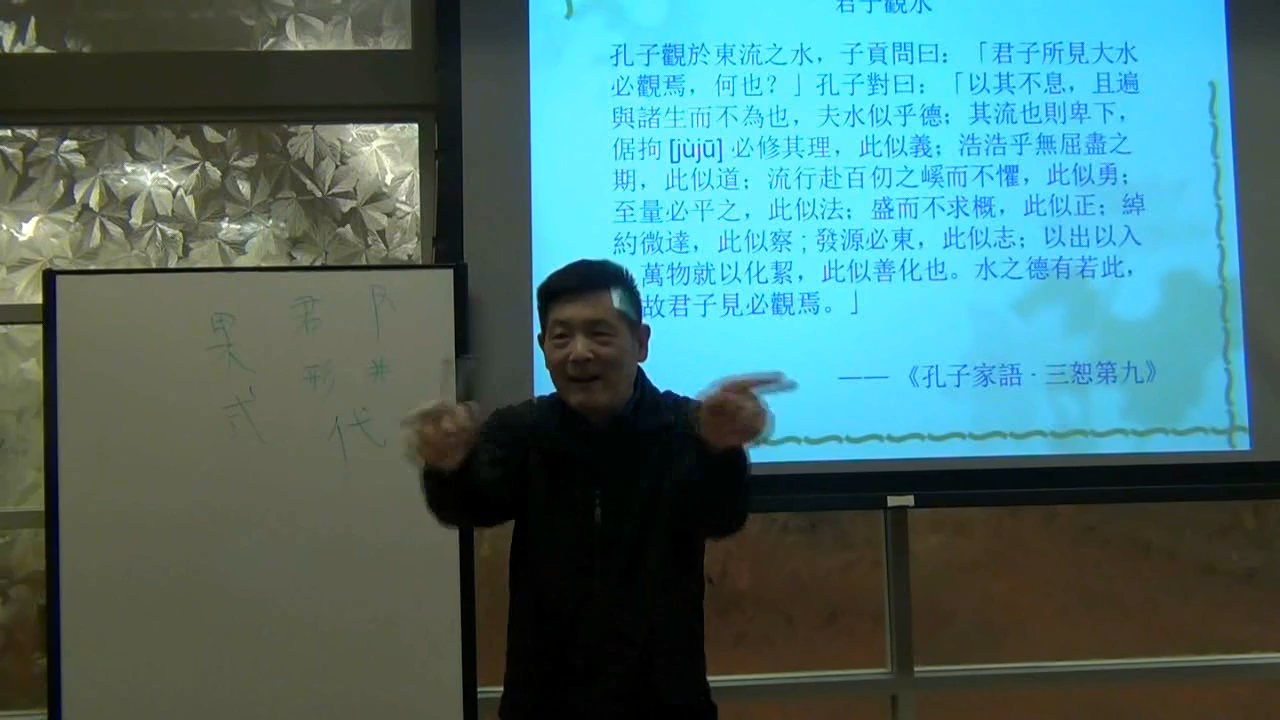 君子觀水
孔子觀於東流之水，子貢問曰：「君子所見大水
必觀焉，何也？」孔子對曰：「以其不息，且遍
與諸生而不為也，夫水似乎德；其流也則卑下，
倨拘 [jùjū] 必修其理，此似義；浩浩乎無屈盡之
期，此似道；流行赴百仞之嵠而不懼，此似勇；
至量必平之，此似法；盛而不求概，此似正；綽
約微達，此似察；發源必東，此似志；以出以入
萬物就以化絜，此似善化也。水之德有若此，
故君子見必觀焉。」
—— 《孔子家語 · 三恕第九》
君
形
代
式